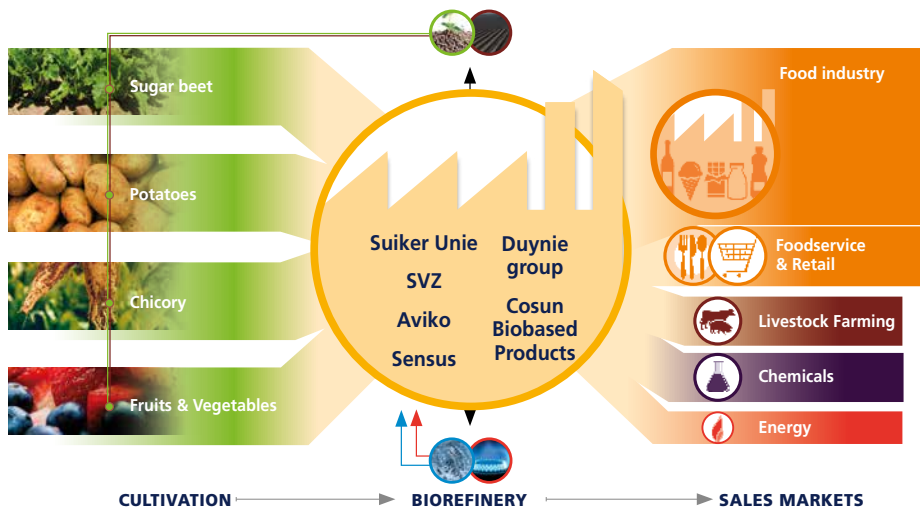 Sugar beet
Potatoes
Chicory
Fruits & Vegetables
Suiker Unie
SVZ
Aviko
Sensus
Duynie
group
Cosun
Biobased
Products
Food industry
Foodservice
& Retail
Livestock Farming
Chemicals
Energy
CULTIVATION
BIOREFINERY
SALES MARKETS